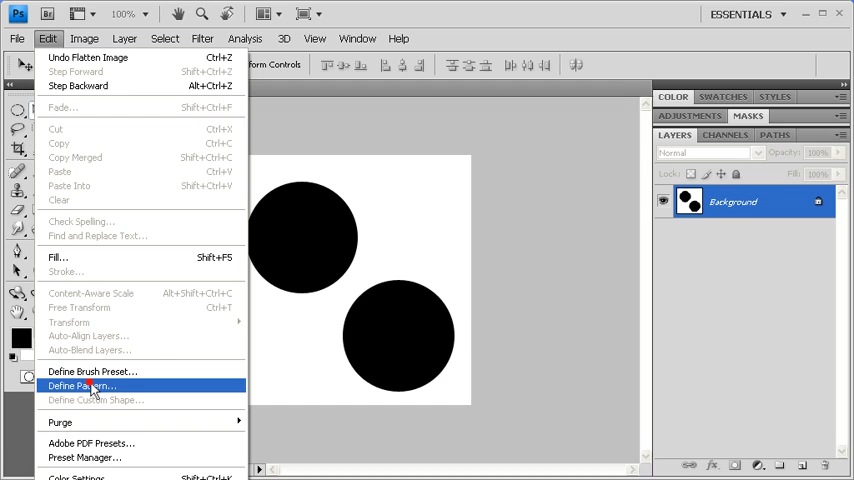 Ps Br 100% ESSENTIALS
File Edit Image Layer Select Filter Analysis 3D View Window Help
Undo Flatten Image Ctrl+Z
Step Forward Shift+Ctrl+Z
Step Backward Alt+Ctrl+Z
Fade... Shift+Ctrl+F
Cut Ctrl+X
Copy Ctrl+C
Copy Merged Shift+Ctrl+C
Paste Ctrl+V
Paste Into Shift+Ctrl+V
Clear
Check Spelling...
Find and Replace Text...
Fill... Shift+F5
Stroke...
Content-Aware Scale Alt+Shift+Ctrl+C
Free Transform Ctrl+T
Transform
Auto-Align Layers...
Auto-Blend Layers...
Define Brush Preset...
Define Pattern...
Define Custom Shape...
Purge
Adobe PDF Presets...
Preset Manager...
Color Settings... Shift+Ctrl+K
form Controls
COLOR SWATCHES STYLES
ADJUSTMENTS MASKS
LAYERS CHANNELS PATHS
Normal Opacity: 100%
Lock: Fill: 100%
Background